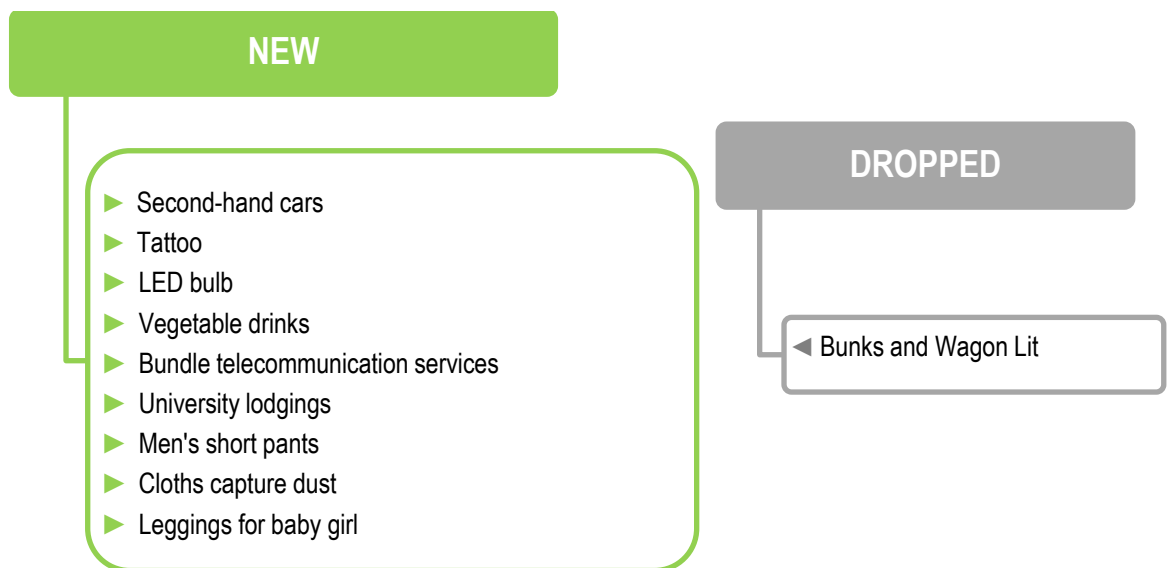 NEW
Second-hand cars
Tattoo
LED bulb
Vegetable drinks
Bundle telecommunication services
University lodgings
Men's short pants
Cloths capture dust
Leggings for baby girl
DROPPED
Bunks and Wagon Lit